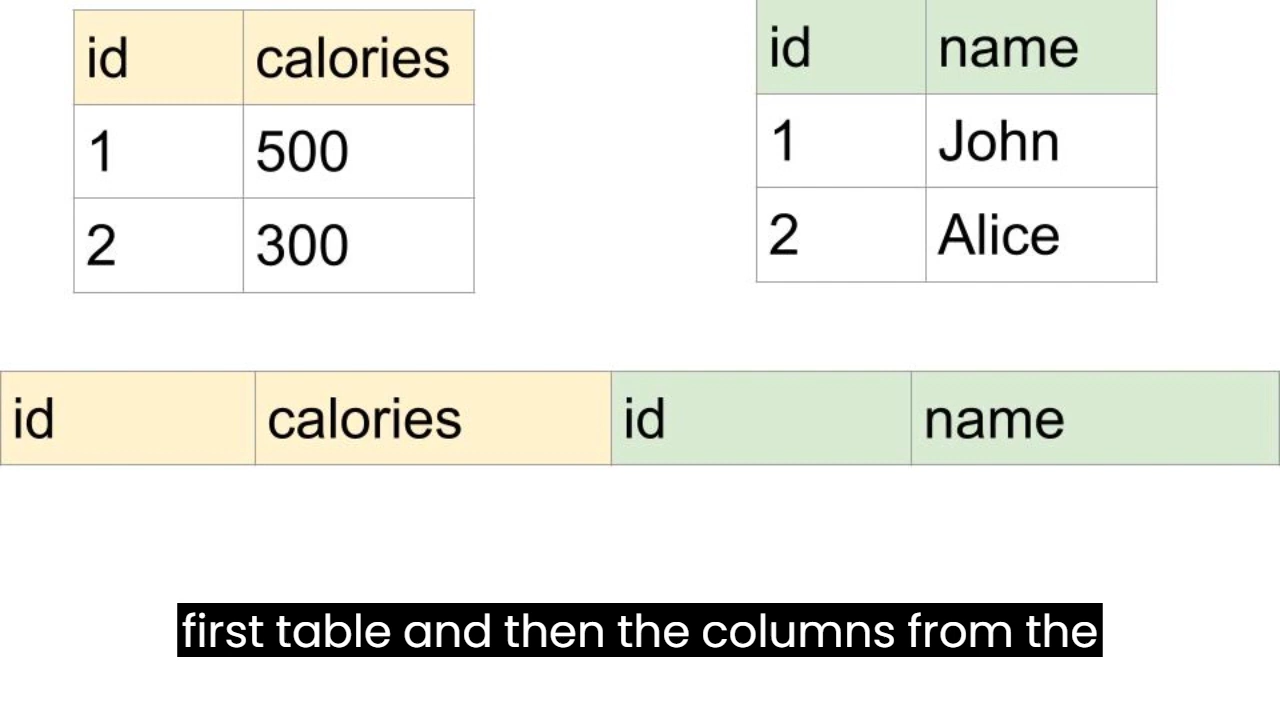 id calories
1 500
2 300
id name
1 John
2 Alice
id calories id name
first table and then the columns from the